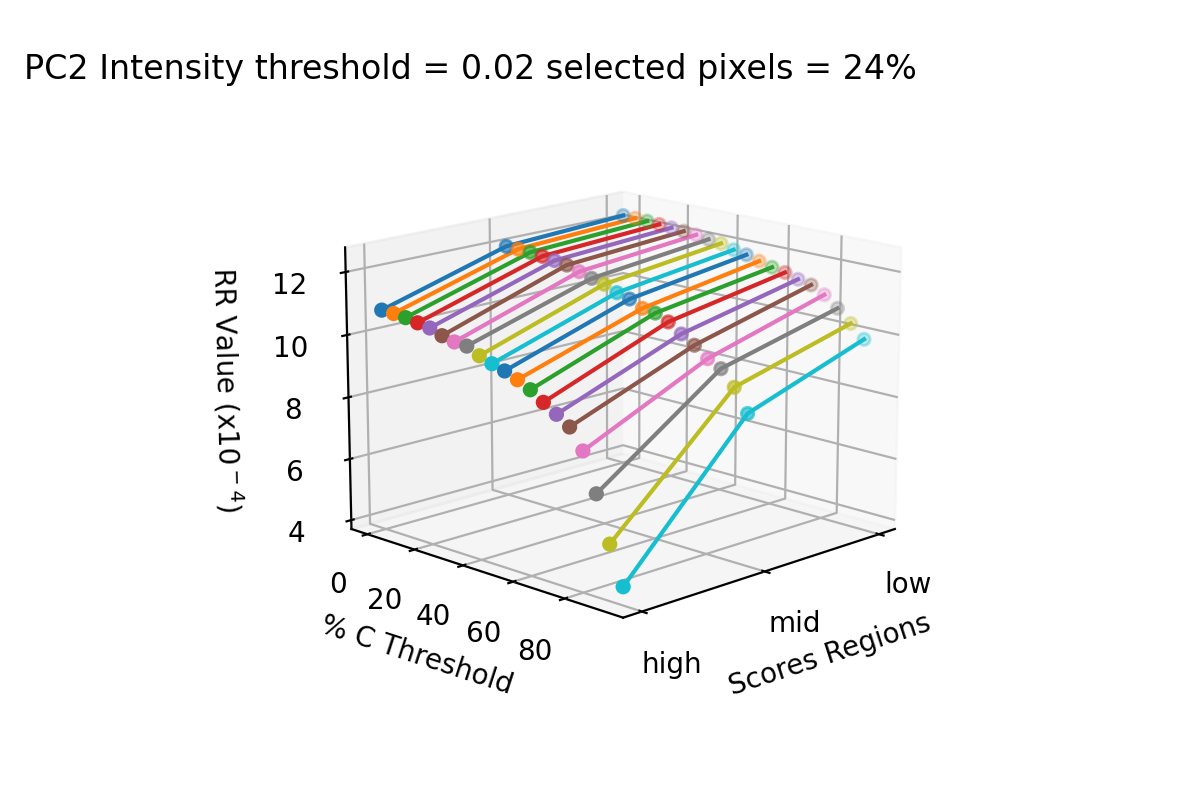 PC2 Intensity threshold = 0.02 selected pixels = 24%
RR Value (x10⁻⁴)
12
10
8
6
4
0
20
40
60
80
% C Threshold
high
mid
low
Scores Regions